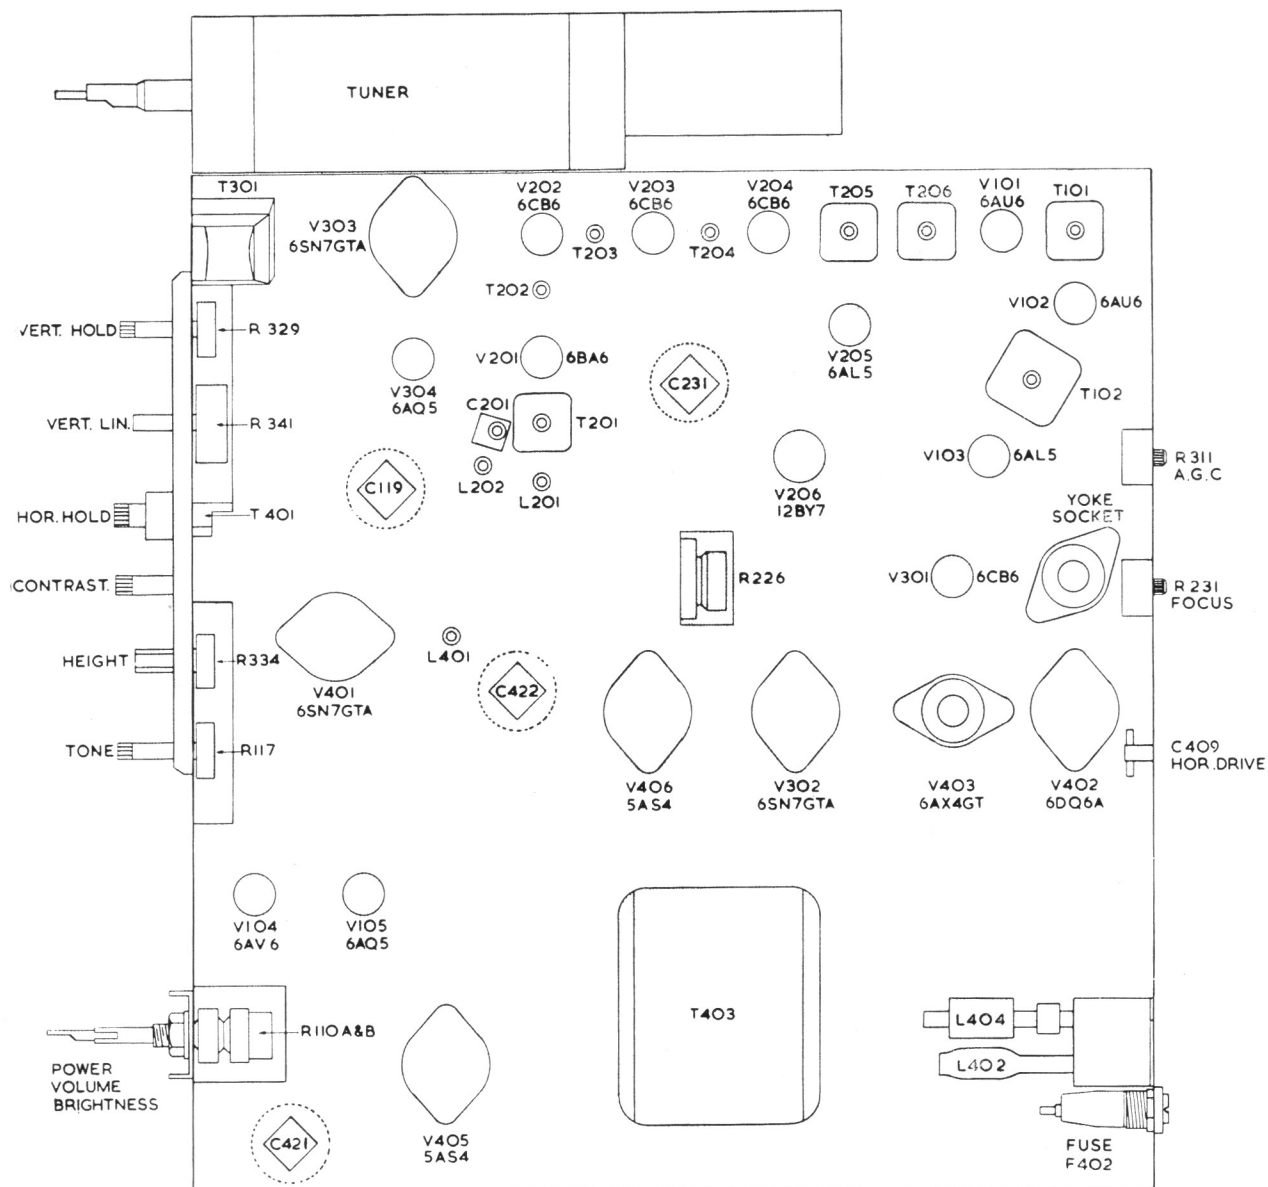 TUNER
T301
V303
6SN7GTA
V202
6CB6
T203
V203
6CB6
T204
V204
6CB6
T205
T206
V101
6AU6
T101
T202
V102
6AU6
VERT. HOLD
R 329
V304
6AQ5
V201
6BA6
C231
V205
6AL5
T102
VERT. LIN.
R 341
C201
T201
L202
L201
C119
V206
12BY7
V103
6AL5
R311
A.G.C
HOR. HOLD
T 401
YOKE
SOCKET
CONTRAST.
R226
V301
6CB6
R 231
FOCUS
HEIGHT
R334
V401
6SN7GTA
L401
C422
TONE
R117
V406
5AS4
V302
6SN7GTA
V403
6AX4GT
V402
6DQ6A
C409
HOR. DRIVE
V104
6AV6
V105
6AQ5
R110A&B
POWER
VOLUME
BRIGHTNESS
T403
L404
L402
C421
V405
5AS4
FUSE
F402